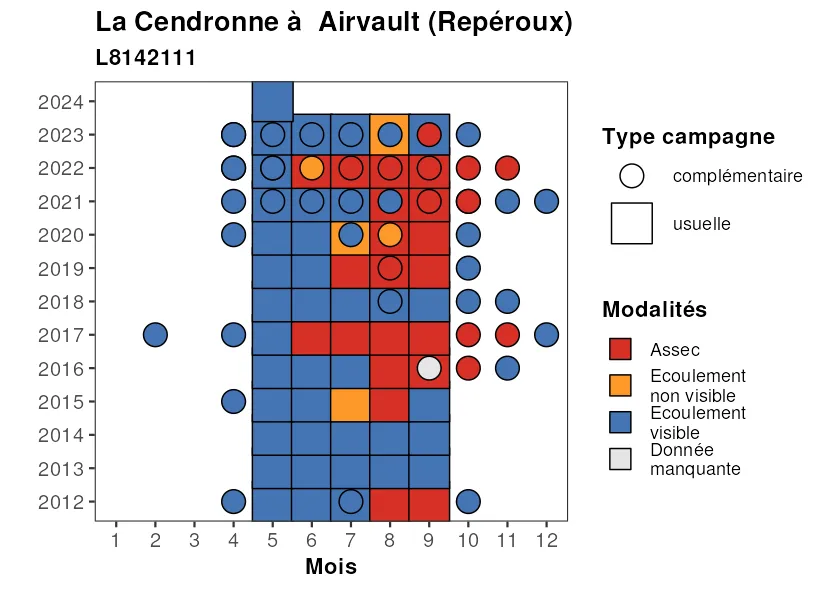 La Cendronne à  Airvault (Repéroux)
L8142111
2024
2023
2022
2021
2020
2019
2018
2017
2016
2015
2014
2013
2012
1 2 3 4 5 6 7 8 9 10 11 12
Mois
Type campagne
complémentaire
usuelle
Modalités
Assec
Ecoulement
non visible
Ecoulement
visible
Donnée
manquante